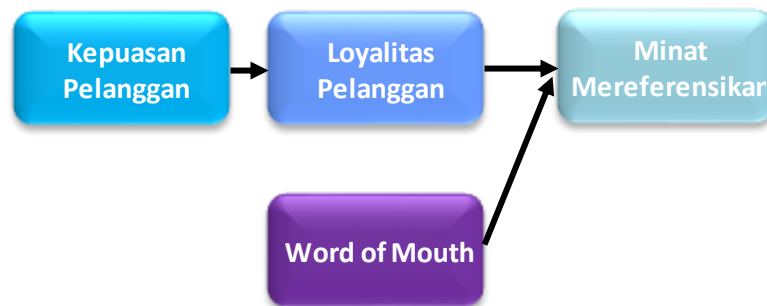 Kepuasan
Pelanggan
Loyalitas
Pelanggan
Minat
Mereferensikan
Word of Mouth